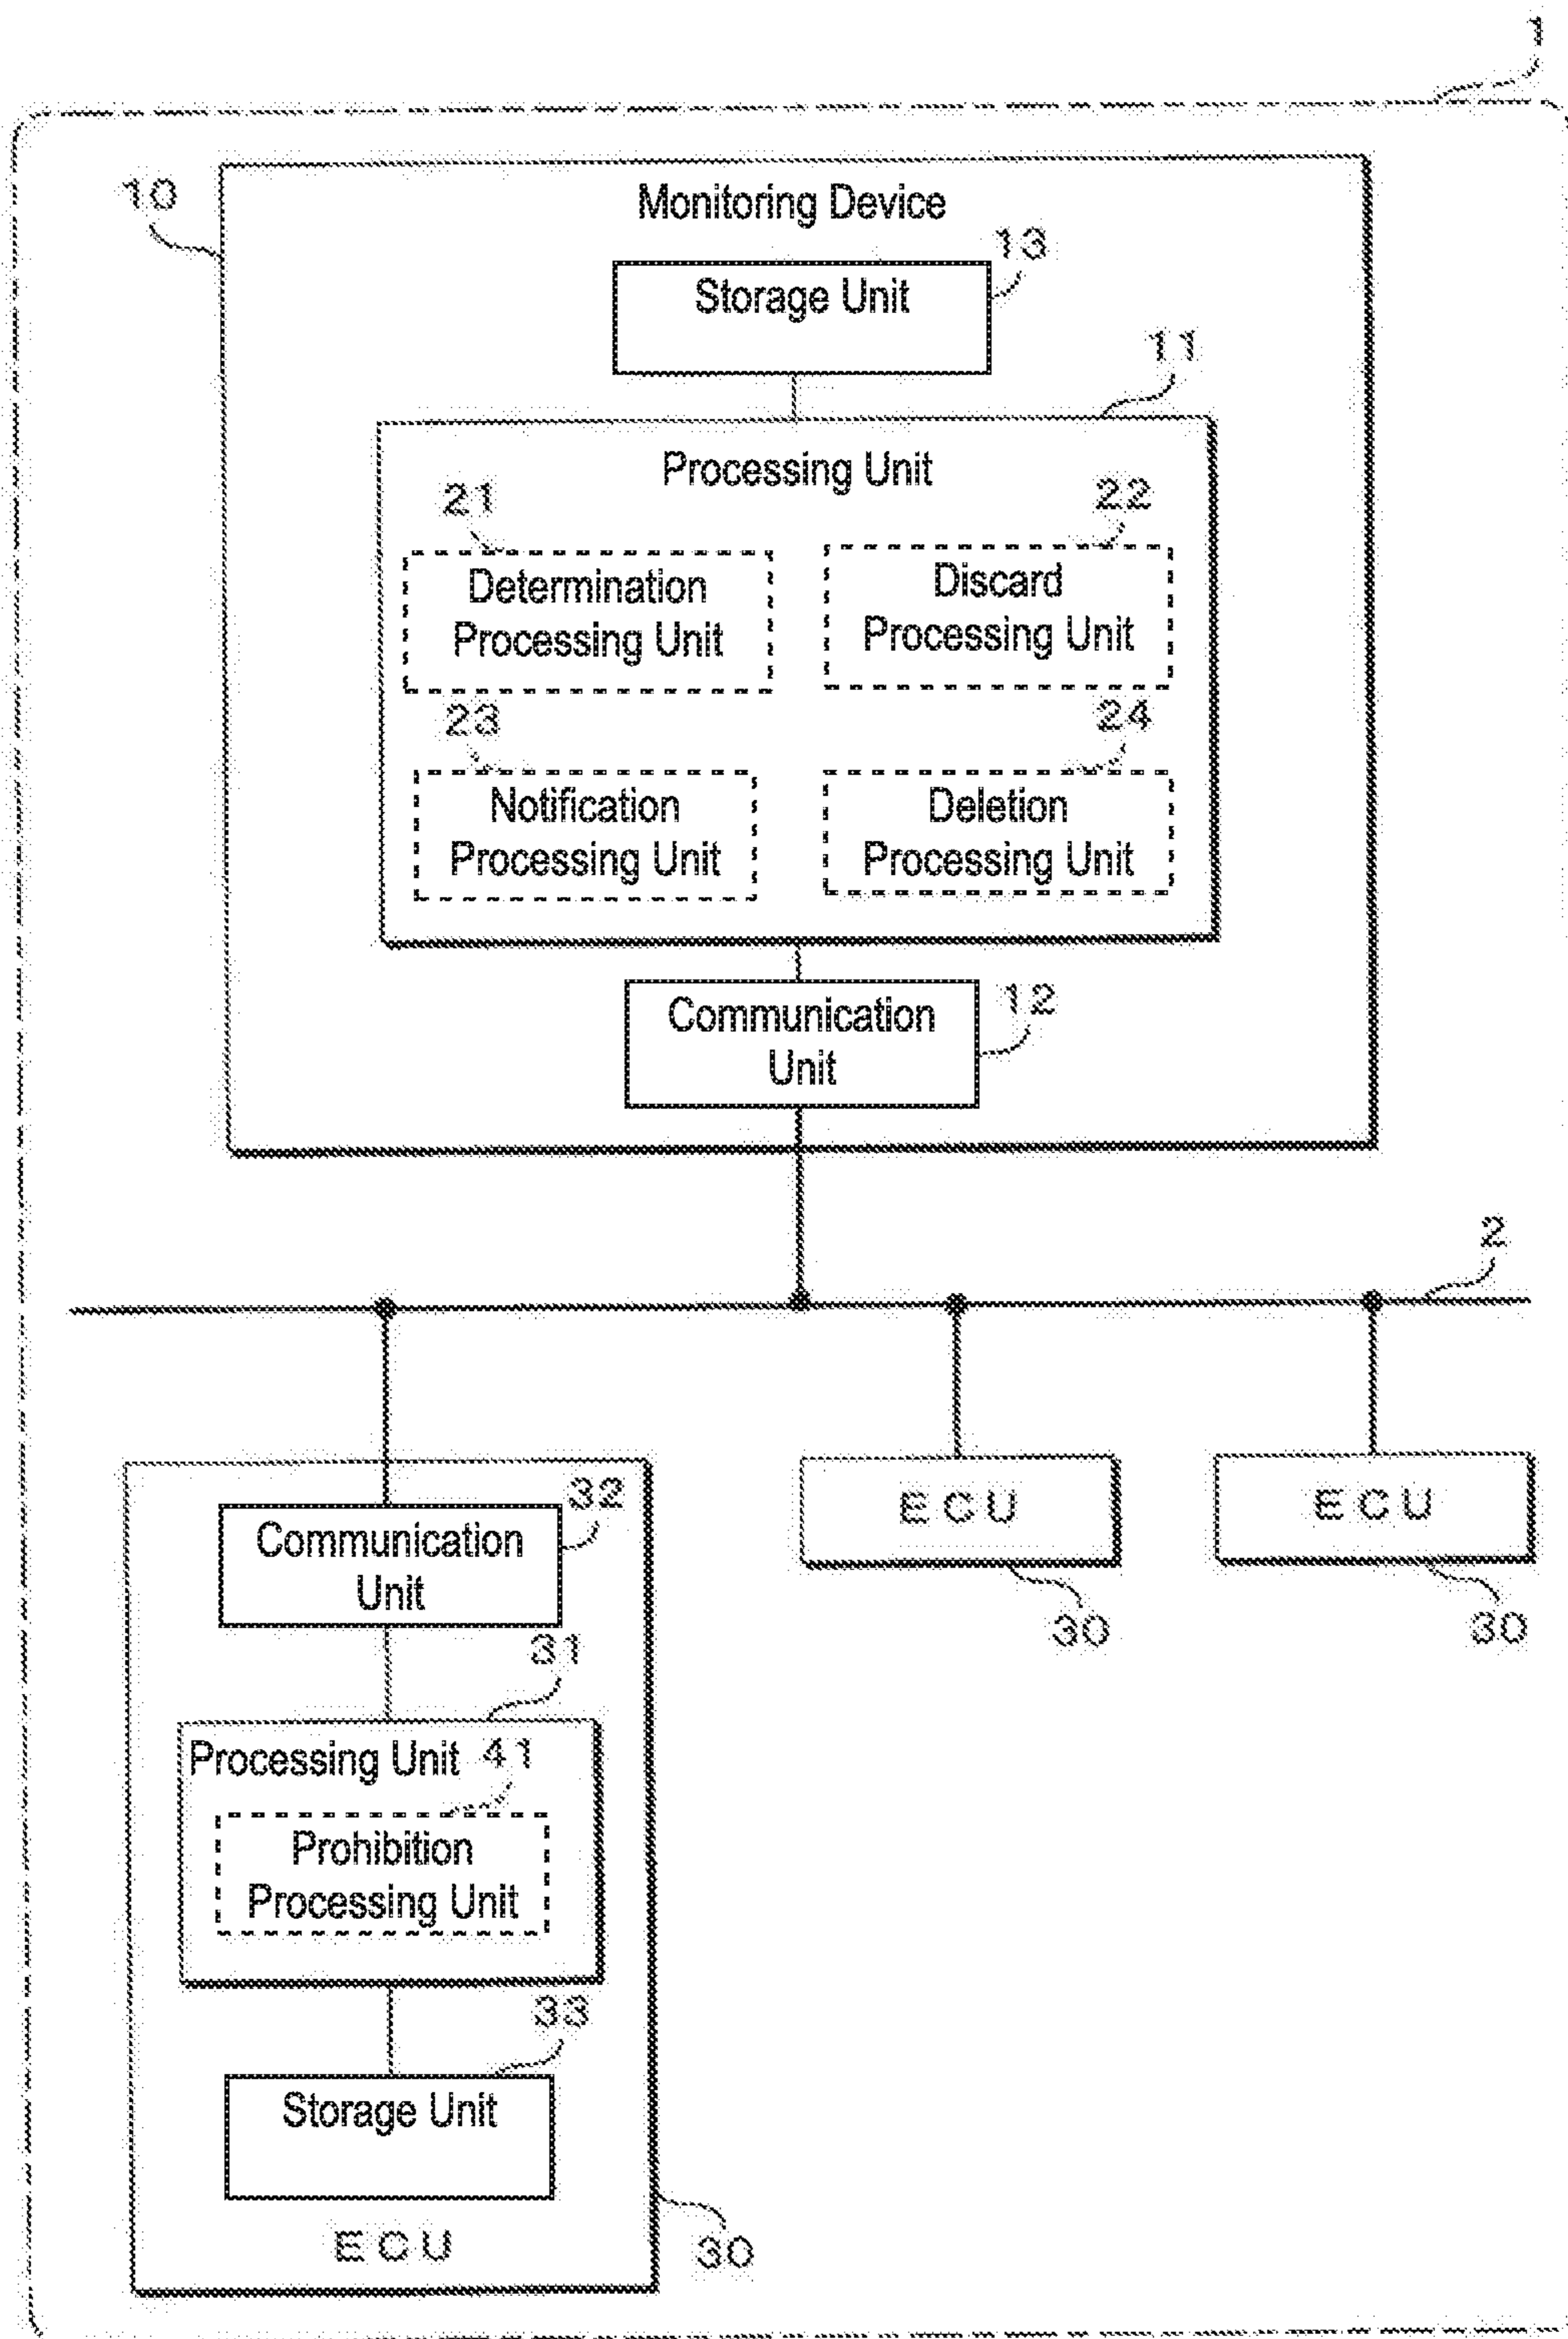 1
10
Monitoring Device
13
Storage Unit
11
Processing Unit
21
22
Determination
Processing Unit
Discard
Processing Unit
23
24
Notification
Processing Unit
Deletion
Processing Unit
12
Communication
Unit
2
32
Communication
Unit
ECU
30
ECU
30
31
Processing Unit
41
Prohibition
Processing Unit
33
Storage Unit
ECU
30